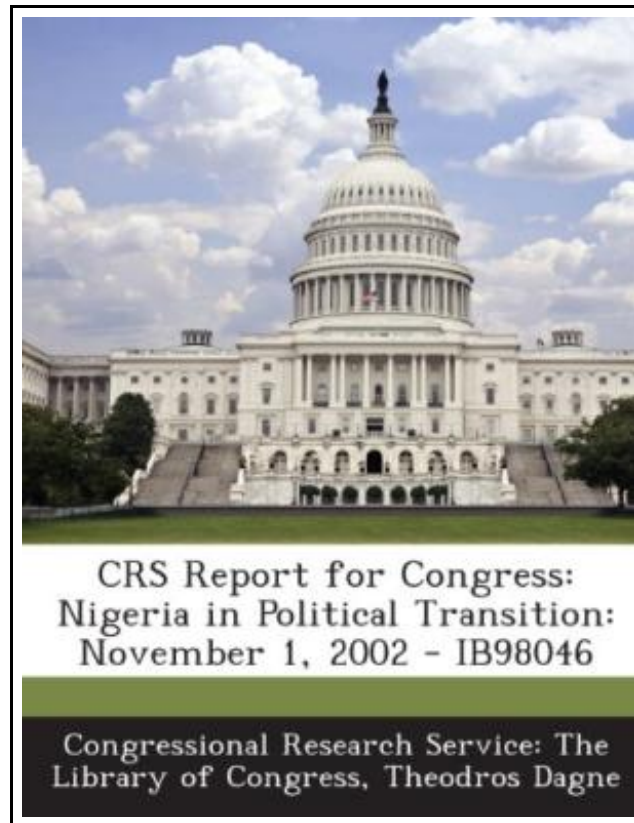 CRS Report for Congress:
Nigeria in Political Transition:
November 1, 2002 - IB98046
Congressional Research Service: The
Library of Congress, Theodros Dagne